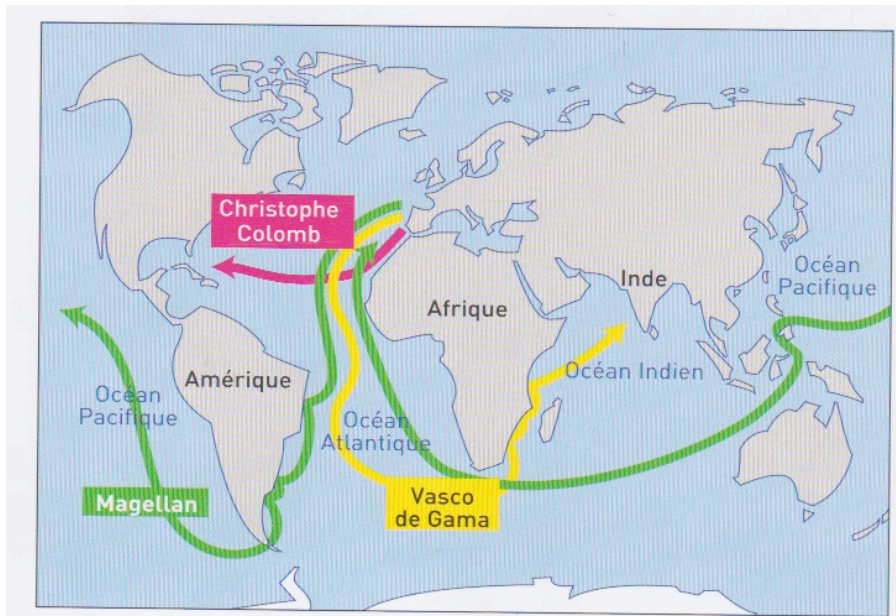 Christophe
Colomb
Océan
Pacifique
Inde
Afrique
Océan Indien
Amérique
Océan
Pacifique
Océan
Atlantique
Magellan
Vasco
de Gama